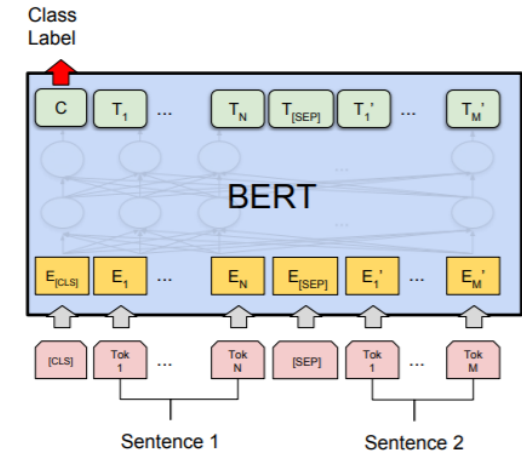 Class
Label
C T1 ... TN T[SEP] T1' ... TM'
...
BERT
...
E[CLS] E1 ... EN E[SEP] E1' ... EM'
[CLS] Tok 1 ... Tok N [SEP] Tok 1 ... Tok M
Sentence 1 Sentence 2